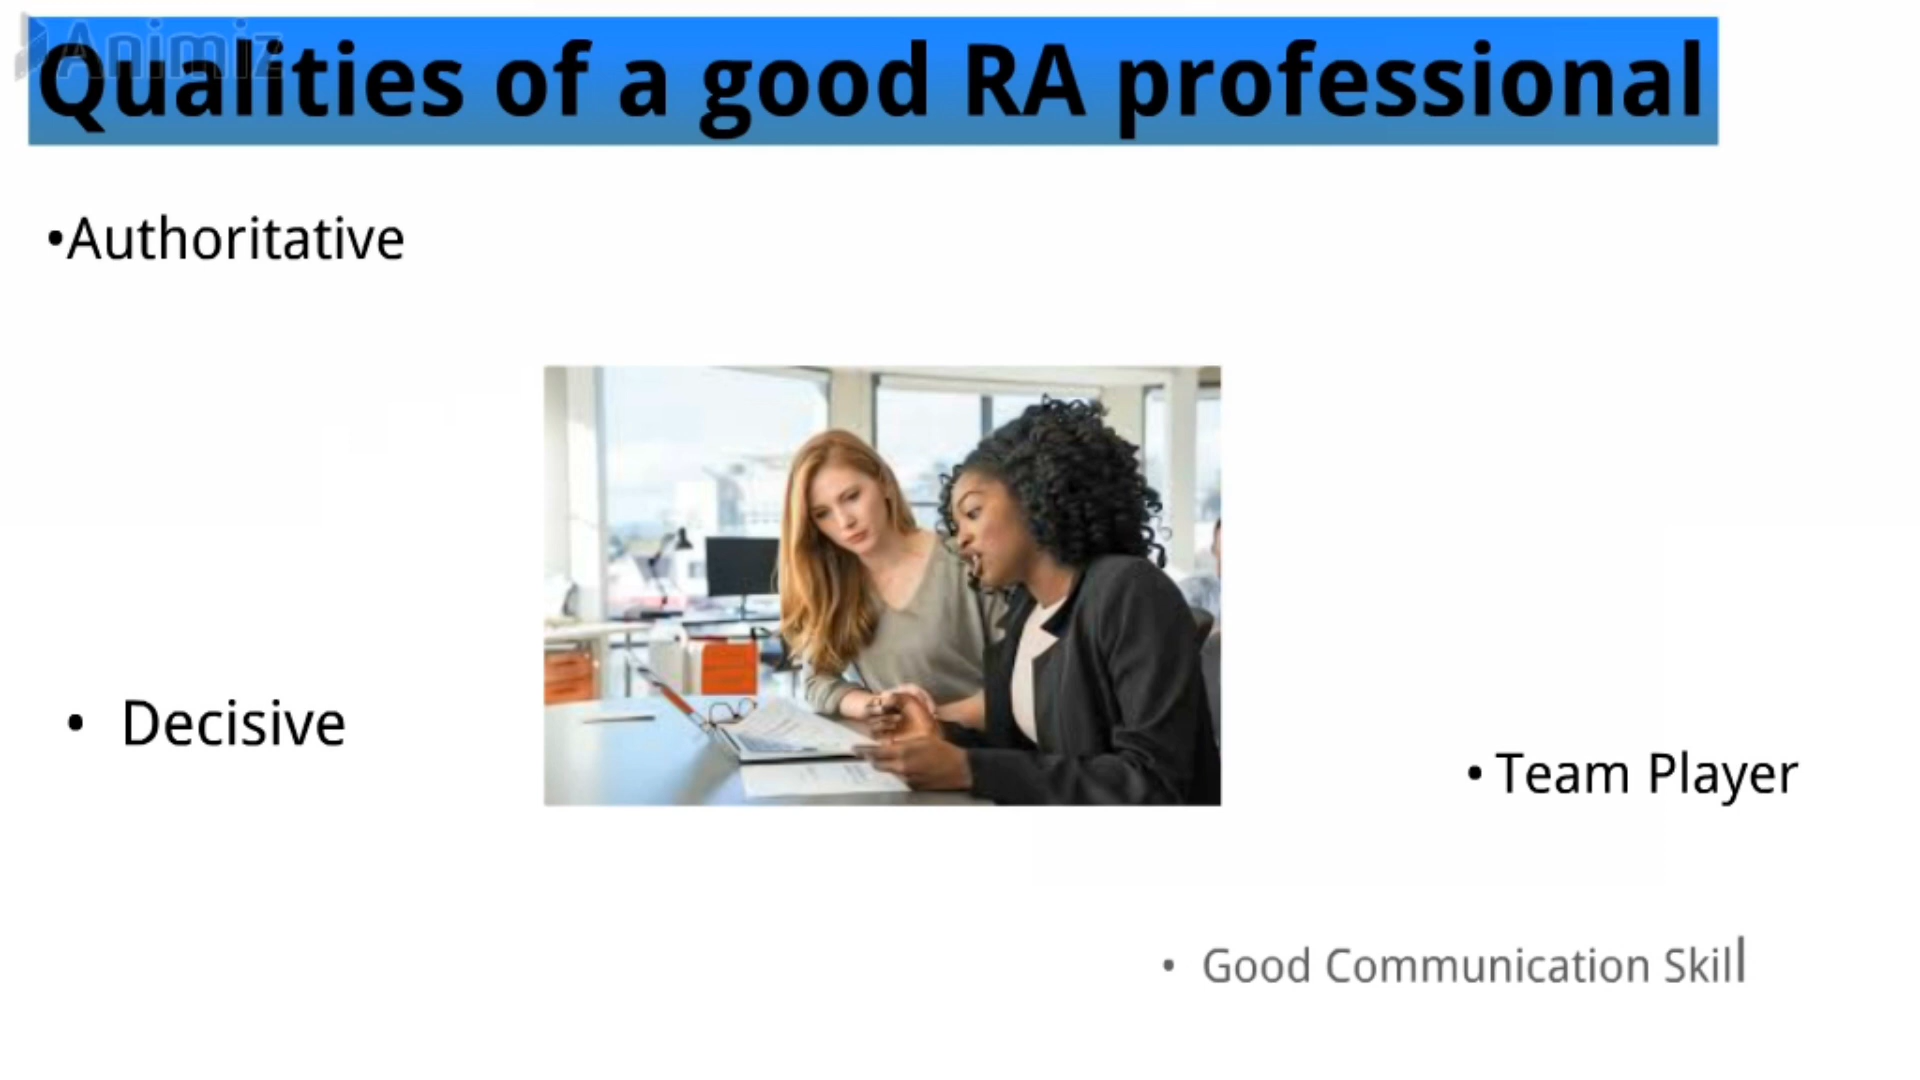 Animiz
Qualities of a good RA professional
•Authoritative
• Decisive
• Team Player
• Good Communication Skill